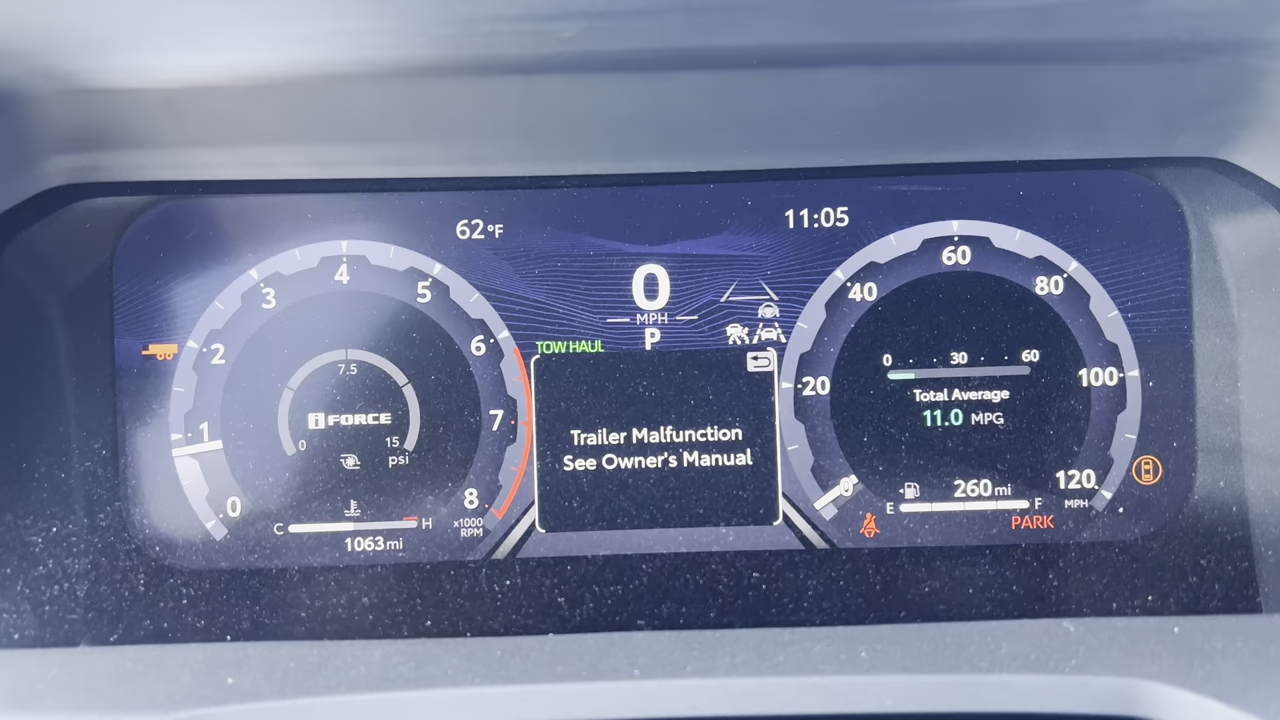 62°F
11:05
0
MPH
P
TOW HAUL
Trailer Malfunction
See Owner's Manual
0
1
2
3
4
5
6
7
8
x1000
RPM
7.5
i FORCE
0
15
psi
C
H
1063 mi
0
20
40
60
80
100
120
MPH
0 30 60
Total Average
11.0 MPG
260 mi
E
F
PARK